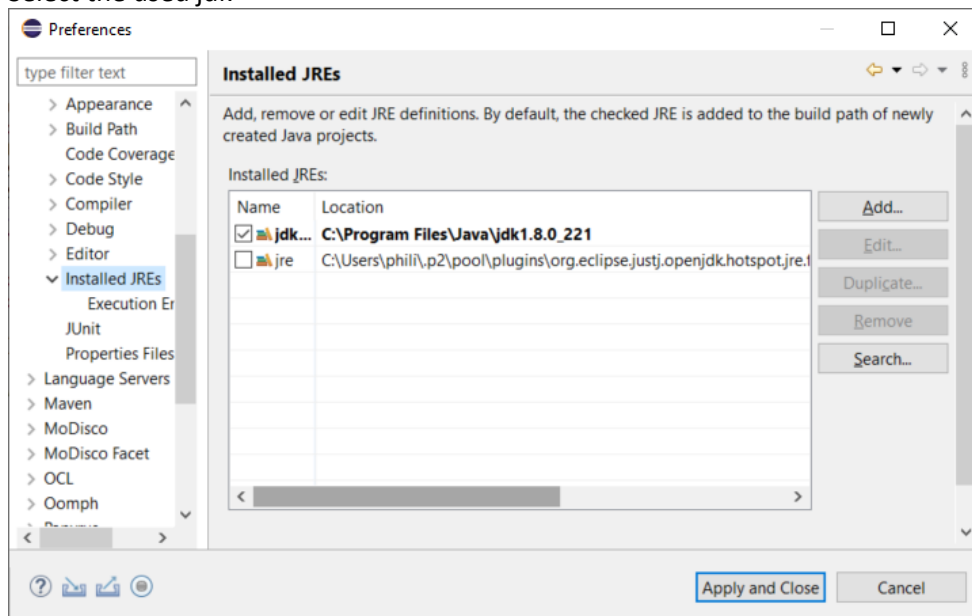 Preferences
type filter text
Installed JREs
Appearance
Build Path
Code Coverage
Code Style
Compiler
Debug
Editor
Installed JREs
Execution Er
JUnit
Properties Files
Language Servers
Maven
MoDisco
MoDisco Facet
OCL
Oomph
Add, remove or edit JRE definitions. By default, the checked JRE is added to the build path of newly
created Java projects.
Installed JREs:
Name Location
jdk... C:\Program Files\Java\jdk1.8.0_221
jre C:\Users\phili\.p2\pool\plugins\org.eclipse.justj.openjdk.hotspot.jre.f
Add...
Edit...
Duplicate...
Remove
Search...
Apply and Close Cancel